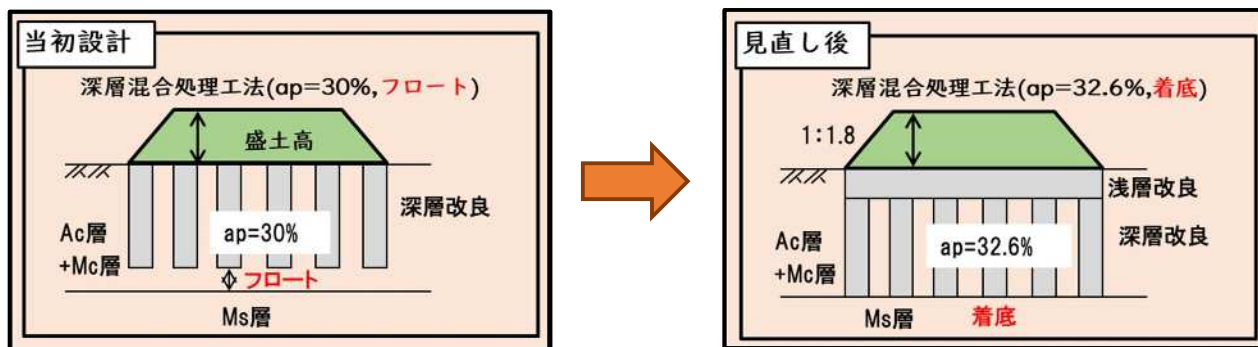 当初設計
深層混合処理工法(ap=30%,フロート)
盛土高
深層改良
Ac層
+Mc層
ap=30%
フロート
Ms層
見直し後
深層混合処理工法(ap=32.6%,着底)
1:1.8
浅層改良
深層改良
Ac層
+Mc層
ap=32.6%
Ms層 着底